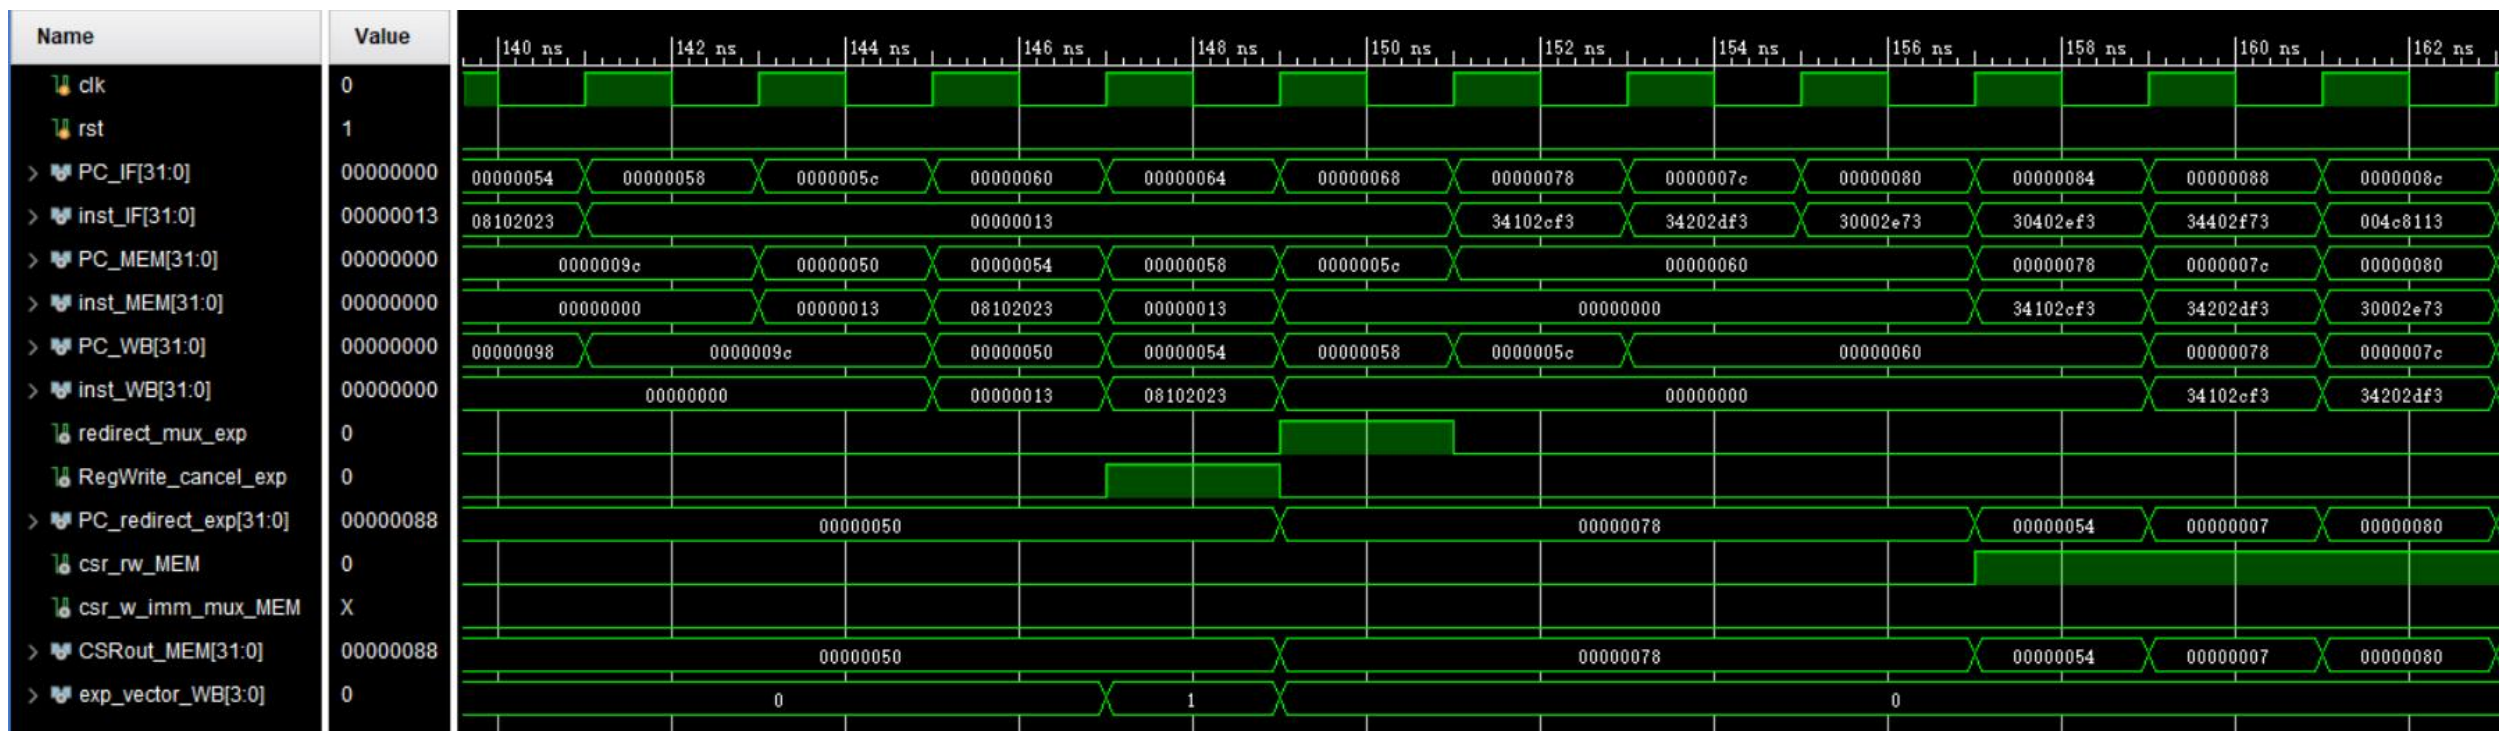 Name Value 140 ns 142 ns 144 ns 146 ns 148 ns 150 ns 152 ns 154 ns 156 ns 158 ns 160 ns 162 ns
clk 0
rst 1
PC_IF[31:0] 00000000 00000054 00000058 0000005c 00000060 00000064 00000068 00000078 0000007c 00000080 00000084 00000088 0000008c
inst_IF[31:0] 00000013 08102023 00000013 34102cf3 34202df3 30002e73 30402ef3 34402f73 004c8113
PC_MEM[31:0] 00000000 0000009c 00000050 00000054 00000058 0000005c 00000060 00000078 0000007c 00000080
inst_MEM[31:0] 00000000 00000000 00000013 08102023 00000013 00000000 34102cf3 34202df3 30002e73
PC_WB[31:0] 00000000 00000098 0000009c 00000050 00000054 00000058 0000005c 00000060 00000078 0000007c
inst_WB[31:0] 00000000 00000000 00000013 08102023 00000000 34102cf3 34202df3
redirect_mux_exp 0
RegWrite_cancel_exp 0
PC_redirect_exp[31:0] 00000088 00000050 00000078 00000054 00000007 00000080
csr_rw_MEM 0
csr_w_imm_mux_MEM X
CSRout_MEM[31:0] 00000088 00000050 00000078 00000054 00000007 00000080
exp_vector_WB[3:0] 0 0 1 0